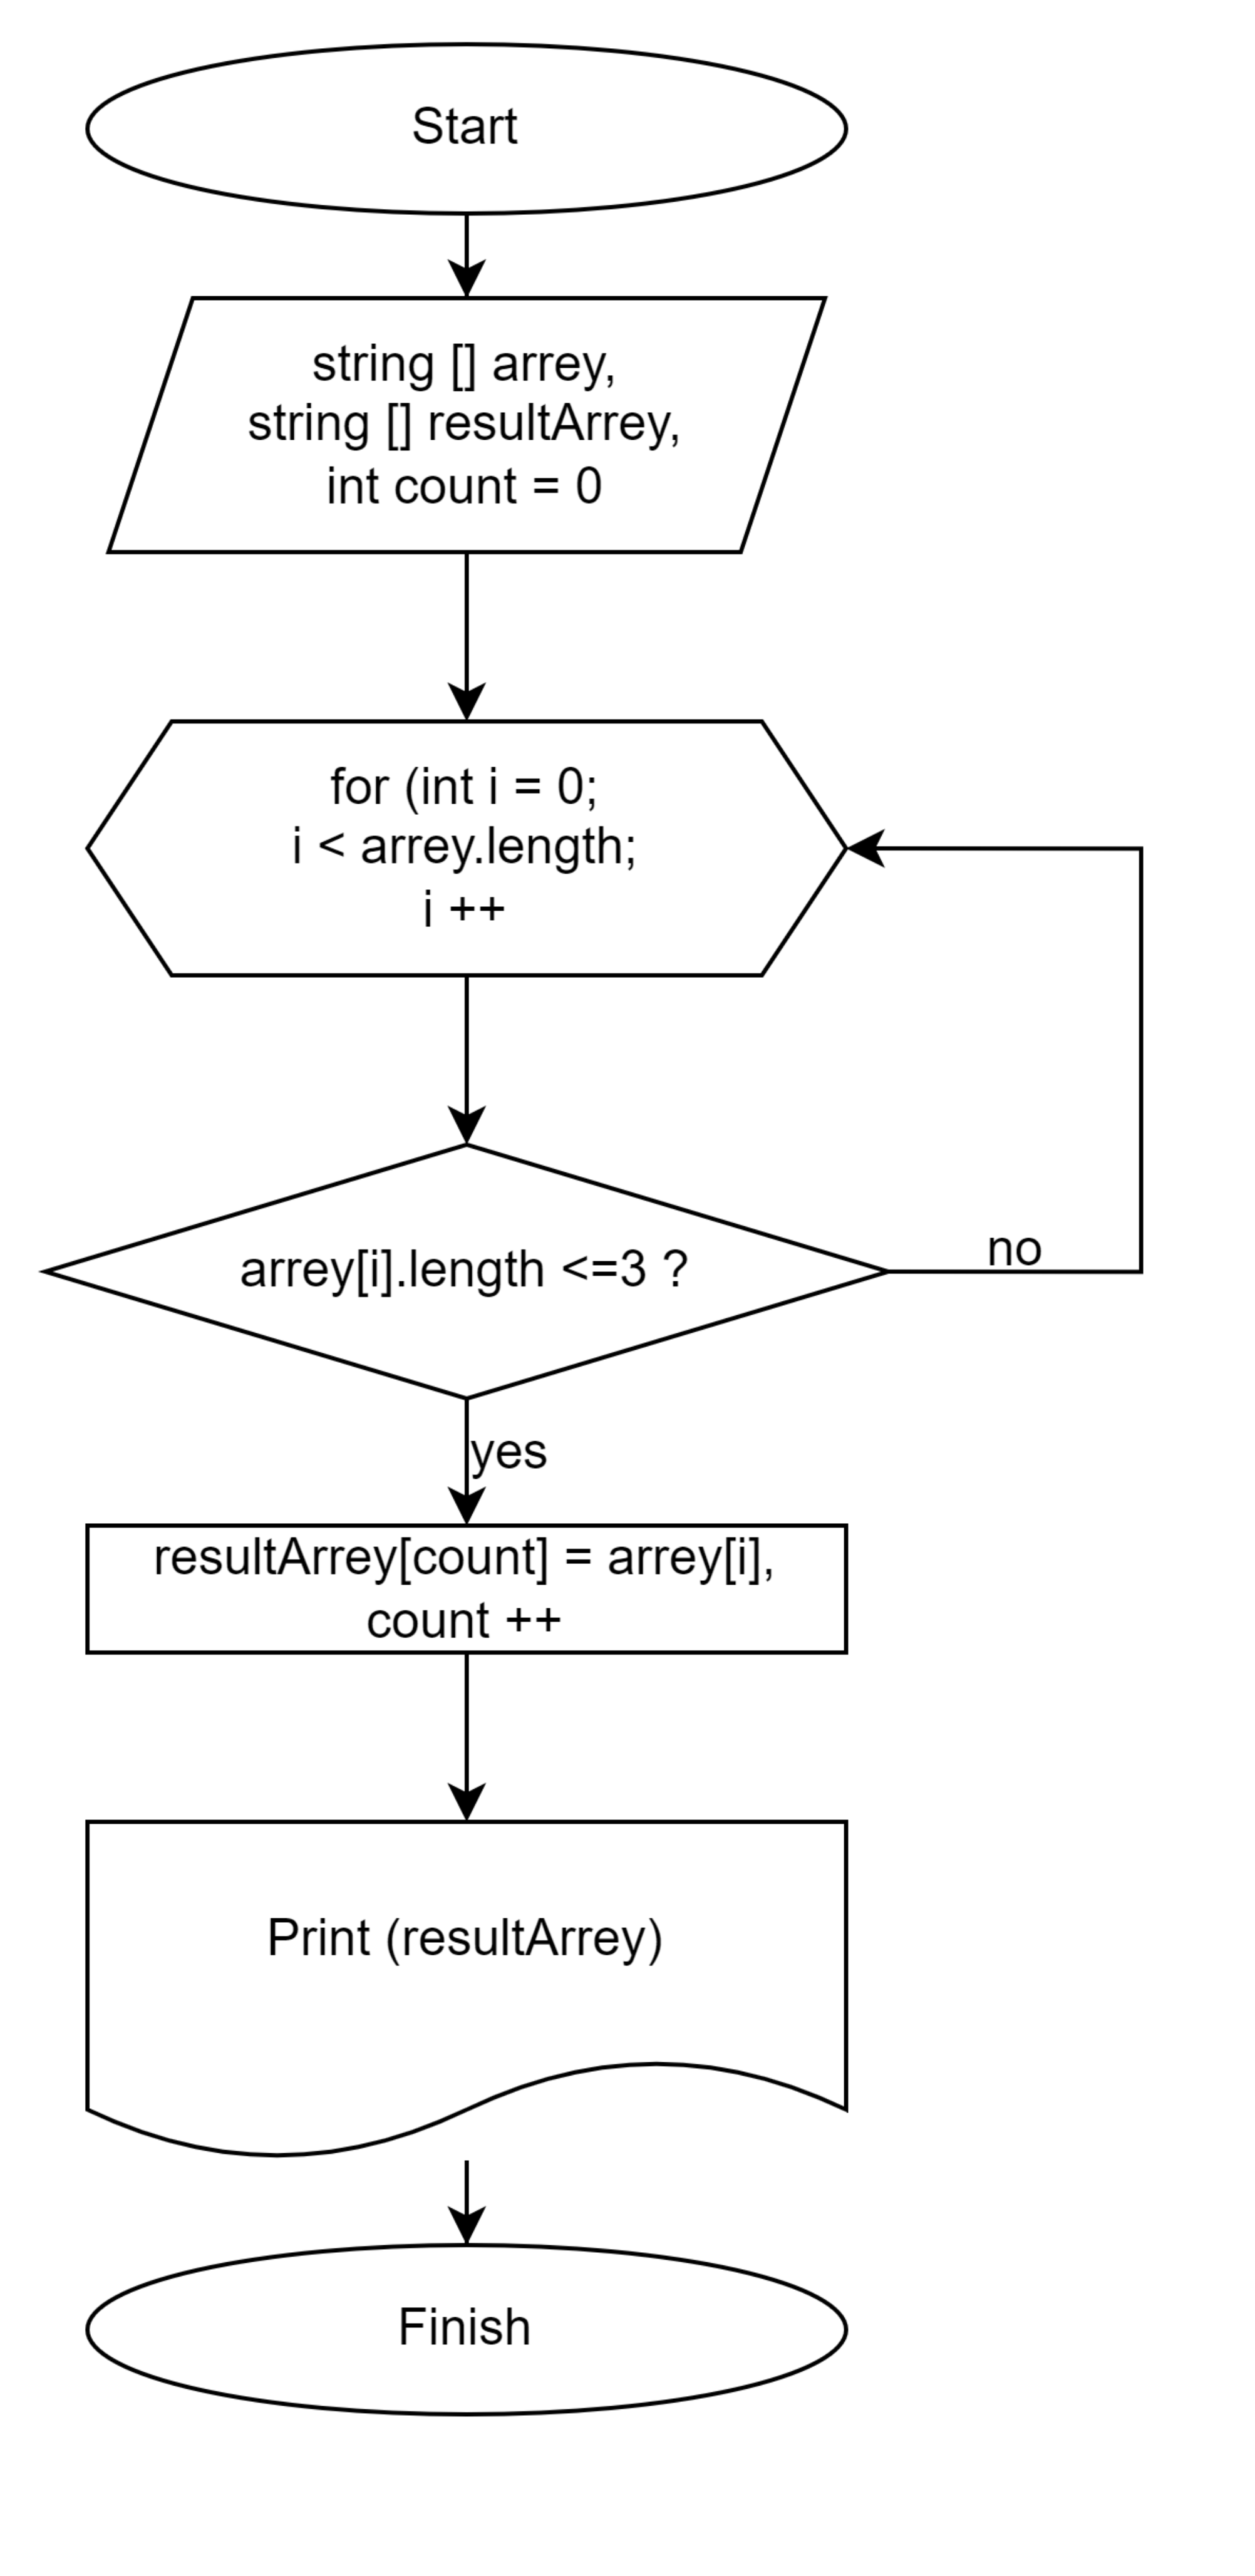 Start
string [] arrey,
string [] resultArrey,
int count = 0
for (int i = 0;
i < arrey.length;
i ++
arrey[i].length <=3 ?
no
yes
resultArrey[count] = arrey[i],
count ++
Print (resultArrey)
Finish